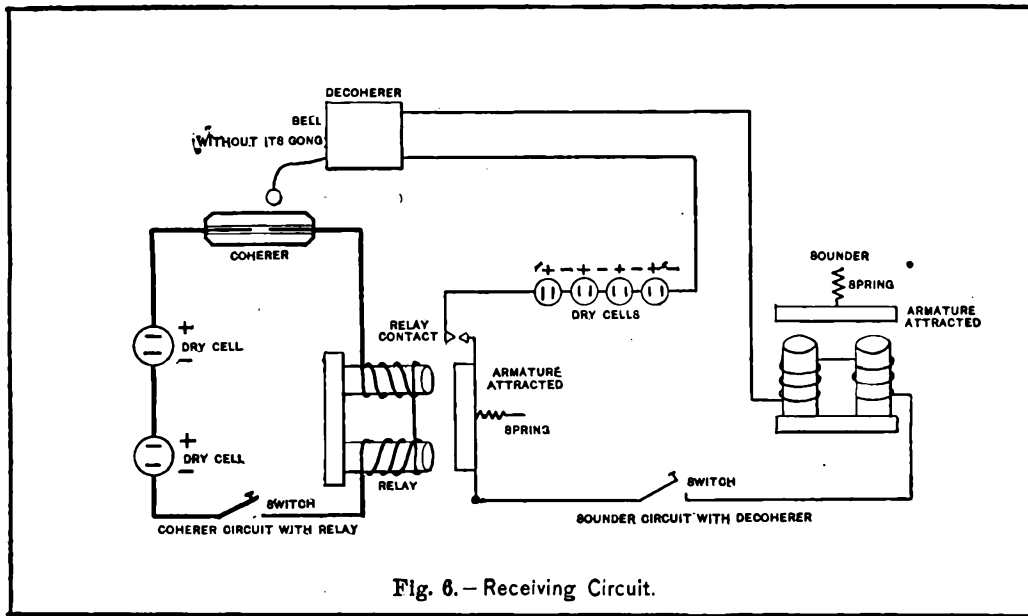 DECOHERER
BELL
WITHOUT ITS GONG
COHERER
SOUNDER
SPRING
ARMATURE
ATTRACTED
+ - + - + - + -
DRY CELLS
RELAY
CONTACT
+
DRY CELL
-
ARMATURE
ATTRACTED
SPRING
+
DRY CELL
-
RELAY
SWITCH
SWITCH
COHERER CIRCUIT WITH RELAY
SOUNDER CIRCUIT WITH DECOHERER
Fig. 6.—Receiving Circuit.